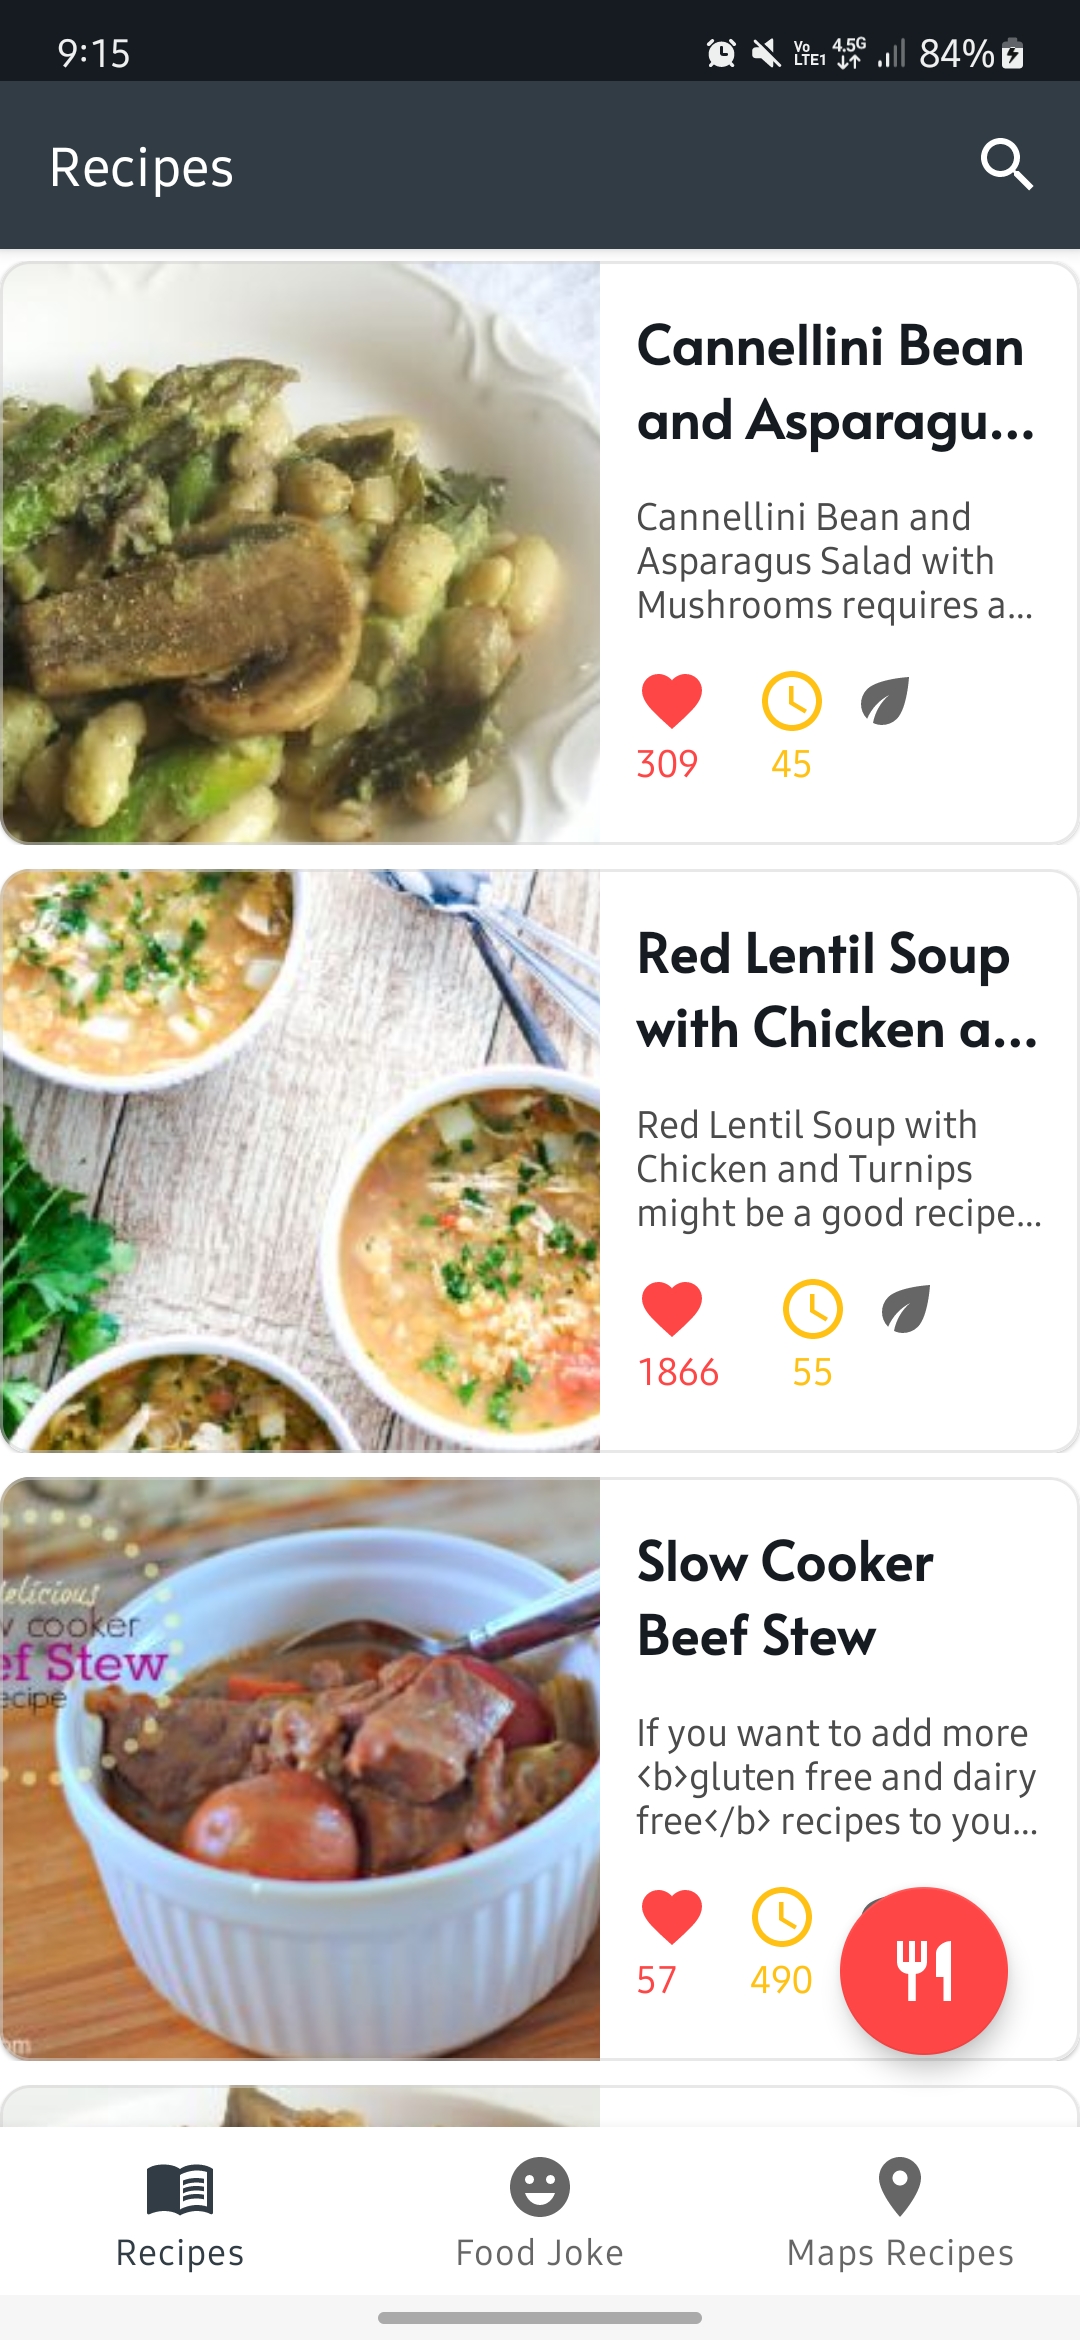 9:15
Vo LTE1 4.5G 84%
Recipes
Cannellini Bean
and Asparagu...
Cannellini Bean and
Asparagus Salad with
Mushrooms requires a...
309 45
Red Lentil Soup
with Chicken a...
Red Lentil Soup with
Chicken and Turnips
might be a good recipe...
1866 55
elicious
w cooker
ef Stew
ecipe
om
Slow Cooker
Beef Stew
If you want to add more
<b>gluten free and dairy
free</b> recipes to you...
57 490
Recipes Food Joke Maps Recipes